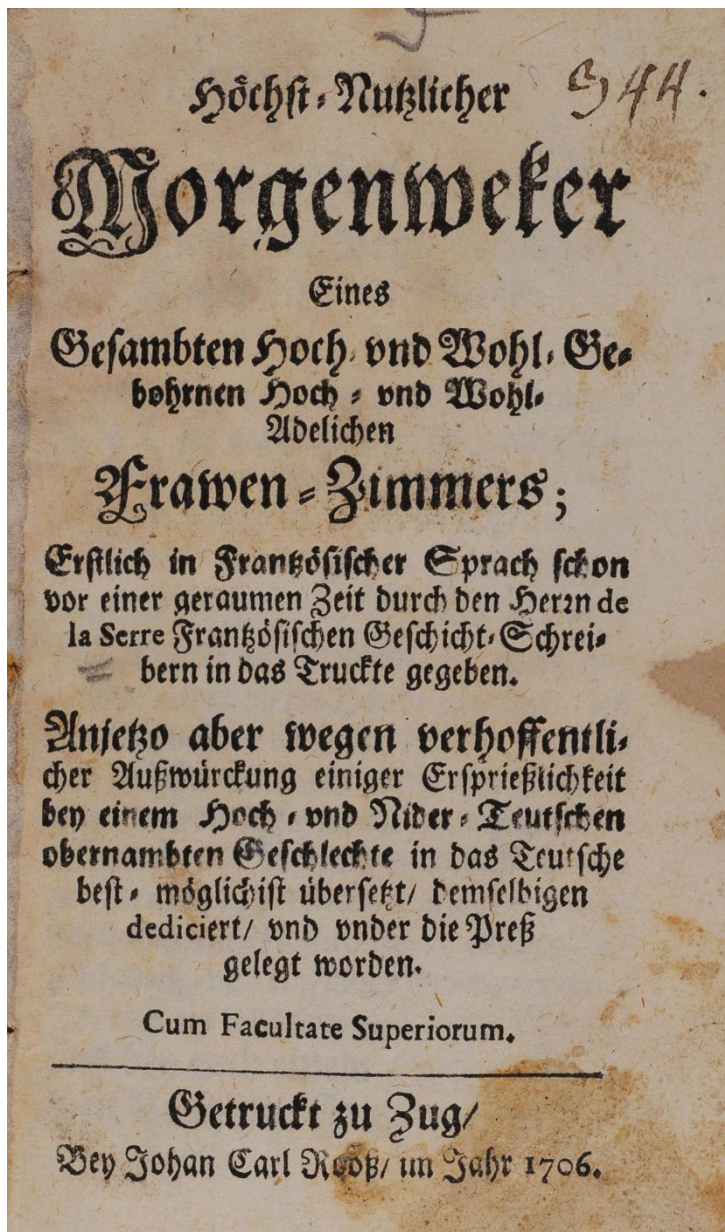 Höchst-Nutzlicher
944.
Morgenweker
Eines
Gesambten Hoch- vnd Wohl-Ge-
bohrnen Hoch- vnd Wohl-
Adelichen
Frawen-Zimmers;
Erstlich in Frantzösischer Sprach schon
vor einer geraumen Zeit durch den Herrn de
la Serre Frantzösischen Geschicht-Schrei-
bern in das Truckte gegeben.
Anjetzo aber wegen verhoffentli-
cher Außwürckung einiger Ersprießlichkeit
bey einem Hoch- vnd Nider-Teutschen
obernambten Geschlechte in das Teutsche
best-möglichist übersetzt/ demselbigen
dediciert/ vnd vnder die Preß
gelegt worden.
Cum Facultate Superiorum.
Getruckt zu Zug/
Bey Johan Carl Rooß/ im Jahr 1706.